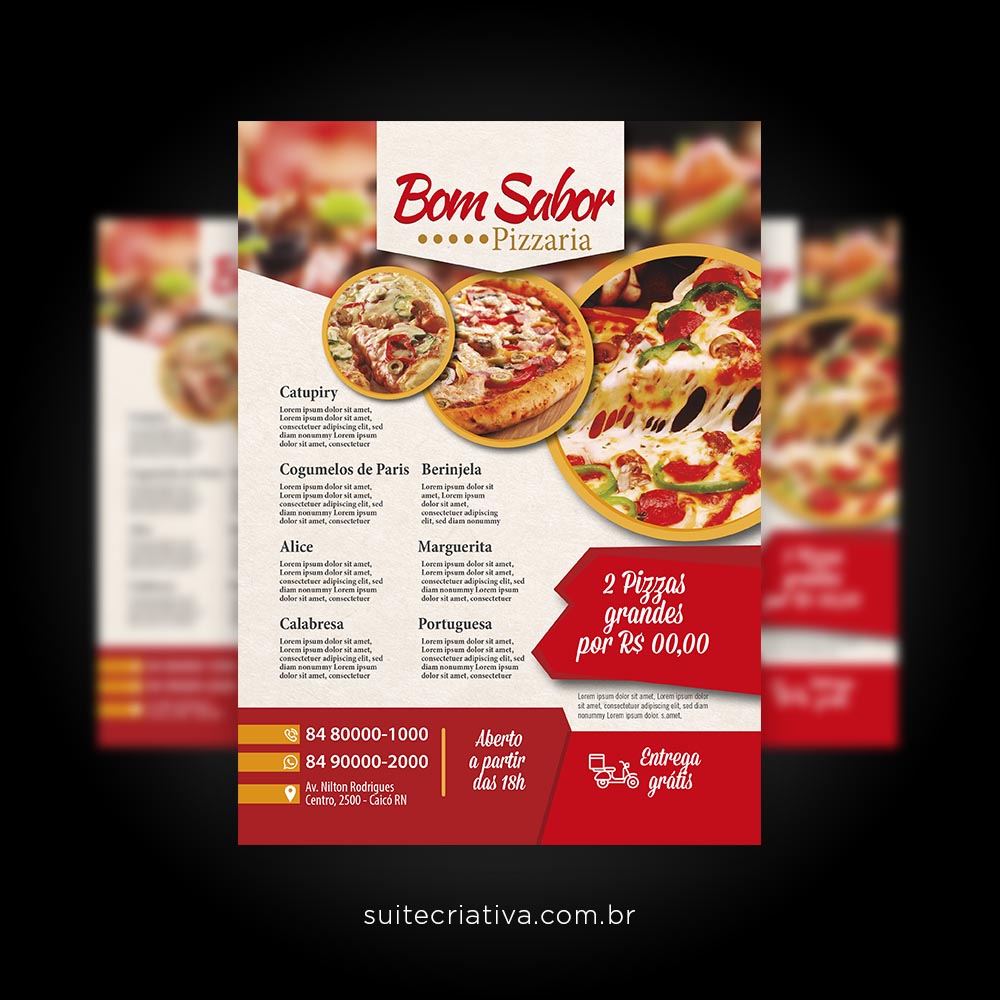 Bom Sabor
Pizzaria
Catupiry
Lorem ipsum dolor sit amet,
Lorem ipsum dolor sit amet,
consectetuer adipiscing elit, sed
diam nonummy Lorem ipsum
dolor sit amet, consectetuer
Cogumelos de Paris
Lorem ipsum dolor sit amet,
Lorem ipsum dolor sit amet,
consectetuer adipiscing elit, sed
diam nonummy Lorem ipsum
dolor sit amet, consectetuer
Berinjela
Lorem ipsum dolor sit
amet, Lorem ipsum
dolor sit amet,
consectetuer adipiscing
elit, sed diam nonummy
Alice
Lorem ipsum dolor sit amet,
Lorem ipsum dolor sit amet,
consectetuer adipiscing elit, sed
diam nonummy Lorem ipsum
dolor sit amet, consectetuer
Marguerita
Lorem ipsum dolor sit amet,
Lorem ipsum dolor sit amet,
consectetuer adipiscing elit, sed
diam nonummy Lorem ipsum
dolor sit amet, consectetuer
Calabresa
Lorem ipsum dolor sit amet,
Lorem ipsum dolor sit amet,
consectetuer adipiscing elit, sed
diam nonummy Lorem ipsum
dolor sit amet, consectetuer
Portuguesa
Lorem ipsum dolor sit amet,
Lorem ipsum dolor sit amet,
consectetuer adipiscing elit, sed
diam nonummy Lorem ipsum
dolor sit amet, consectetuer
2 Pizzas
grandes
por R$ 00,00
Lorem ipsum dolor sit amet, Lorem ipsum dolor
sit amet, consectetuer adipiscing elit, sed diam
nonummy Lorem ipsum dolor. s.amet,
84 80000-1000
84 90000-2000
Av. Nilton Rodrigues
Centro, 2500 - Caicó RN
Aberto
a partir
das 18h
Entrega
grátis
suitecriativa.com.br